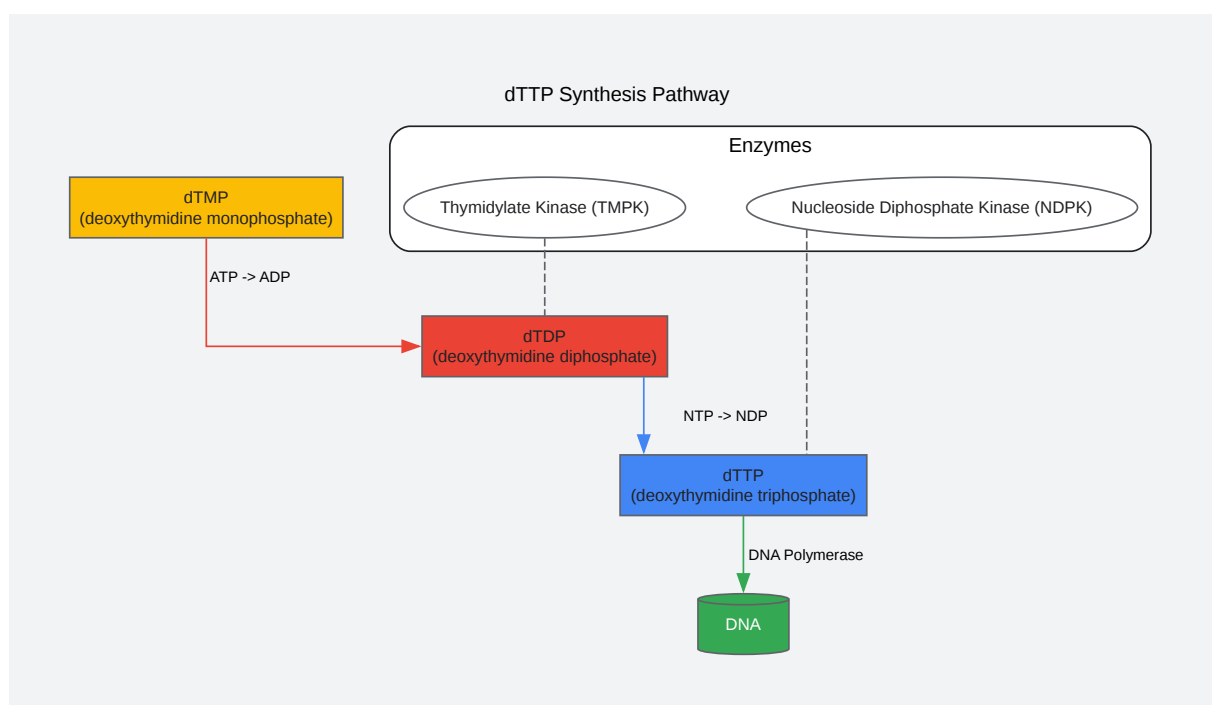 dTTP Synthesis Pathway
Enzymes
dTMP
(deoxythymidine monophosphate)
Thymidylate Kinase (TMPK)
Nucleoside Diphosphate Kinase (NDPK)
ATP -> ADP
dTDP
(deoxythymidine diphosphate)
NTP -> NDP
dTTP
(deoxythymidine triphosphate)
DNA Polymerase
DNA